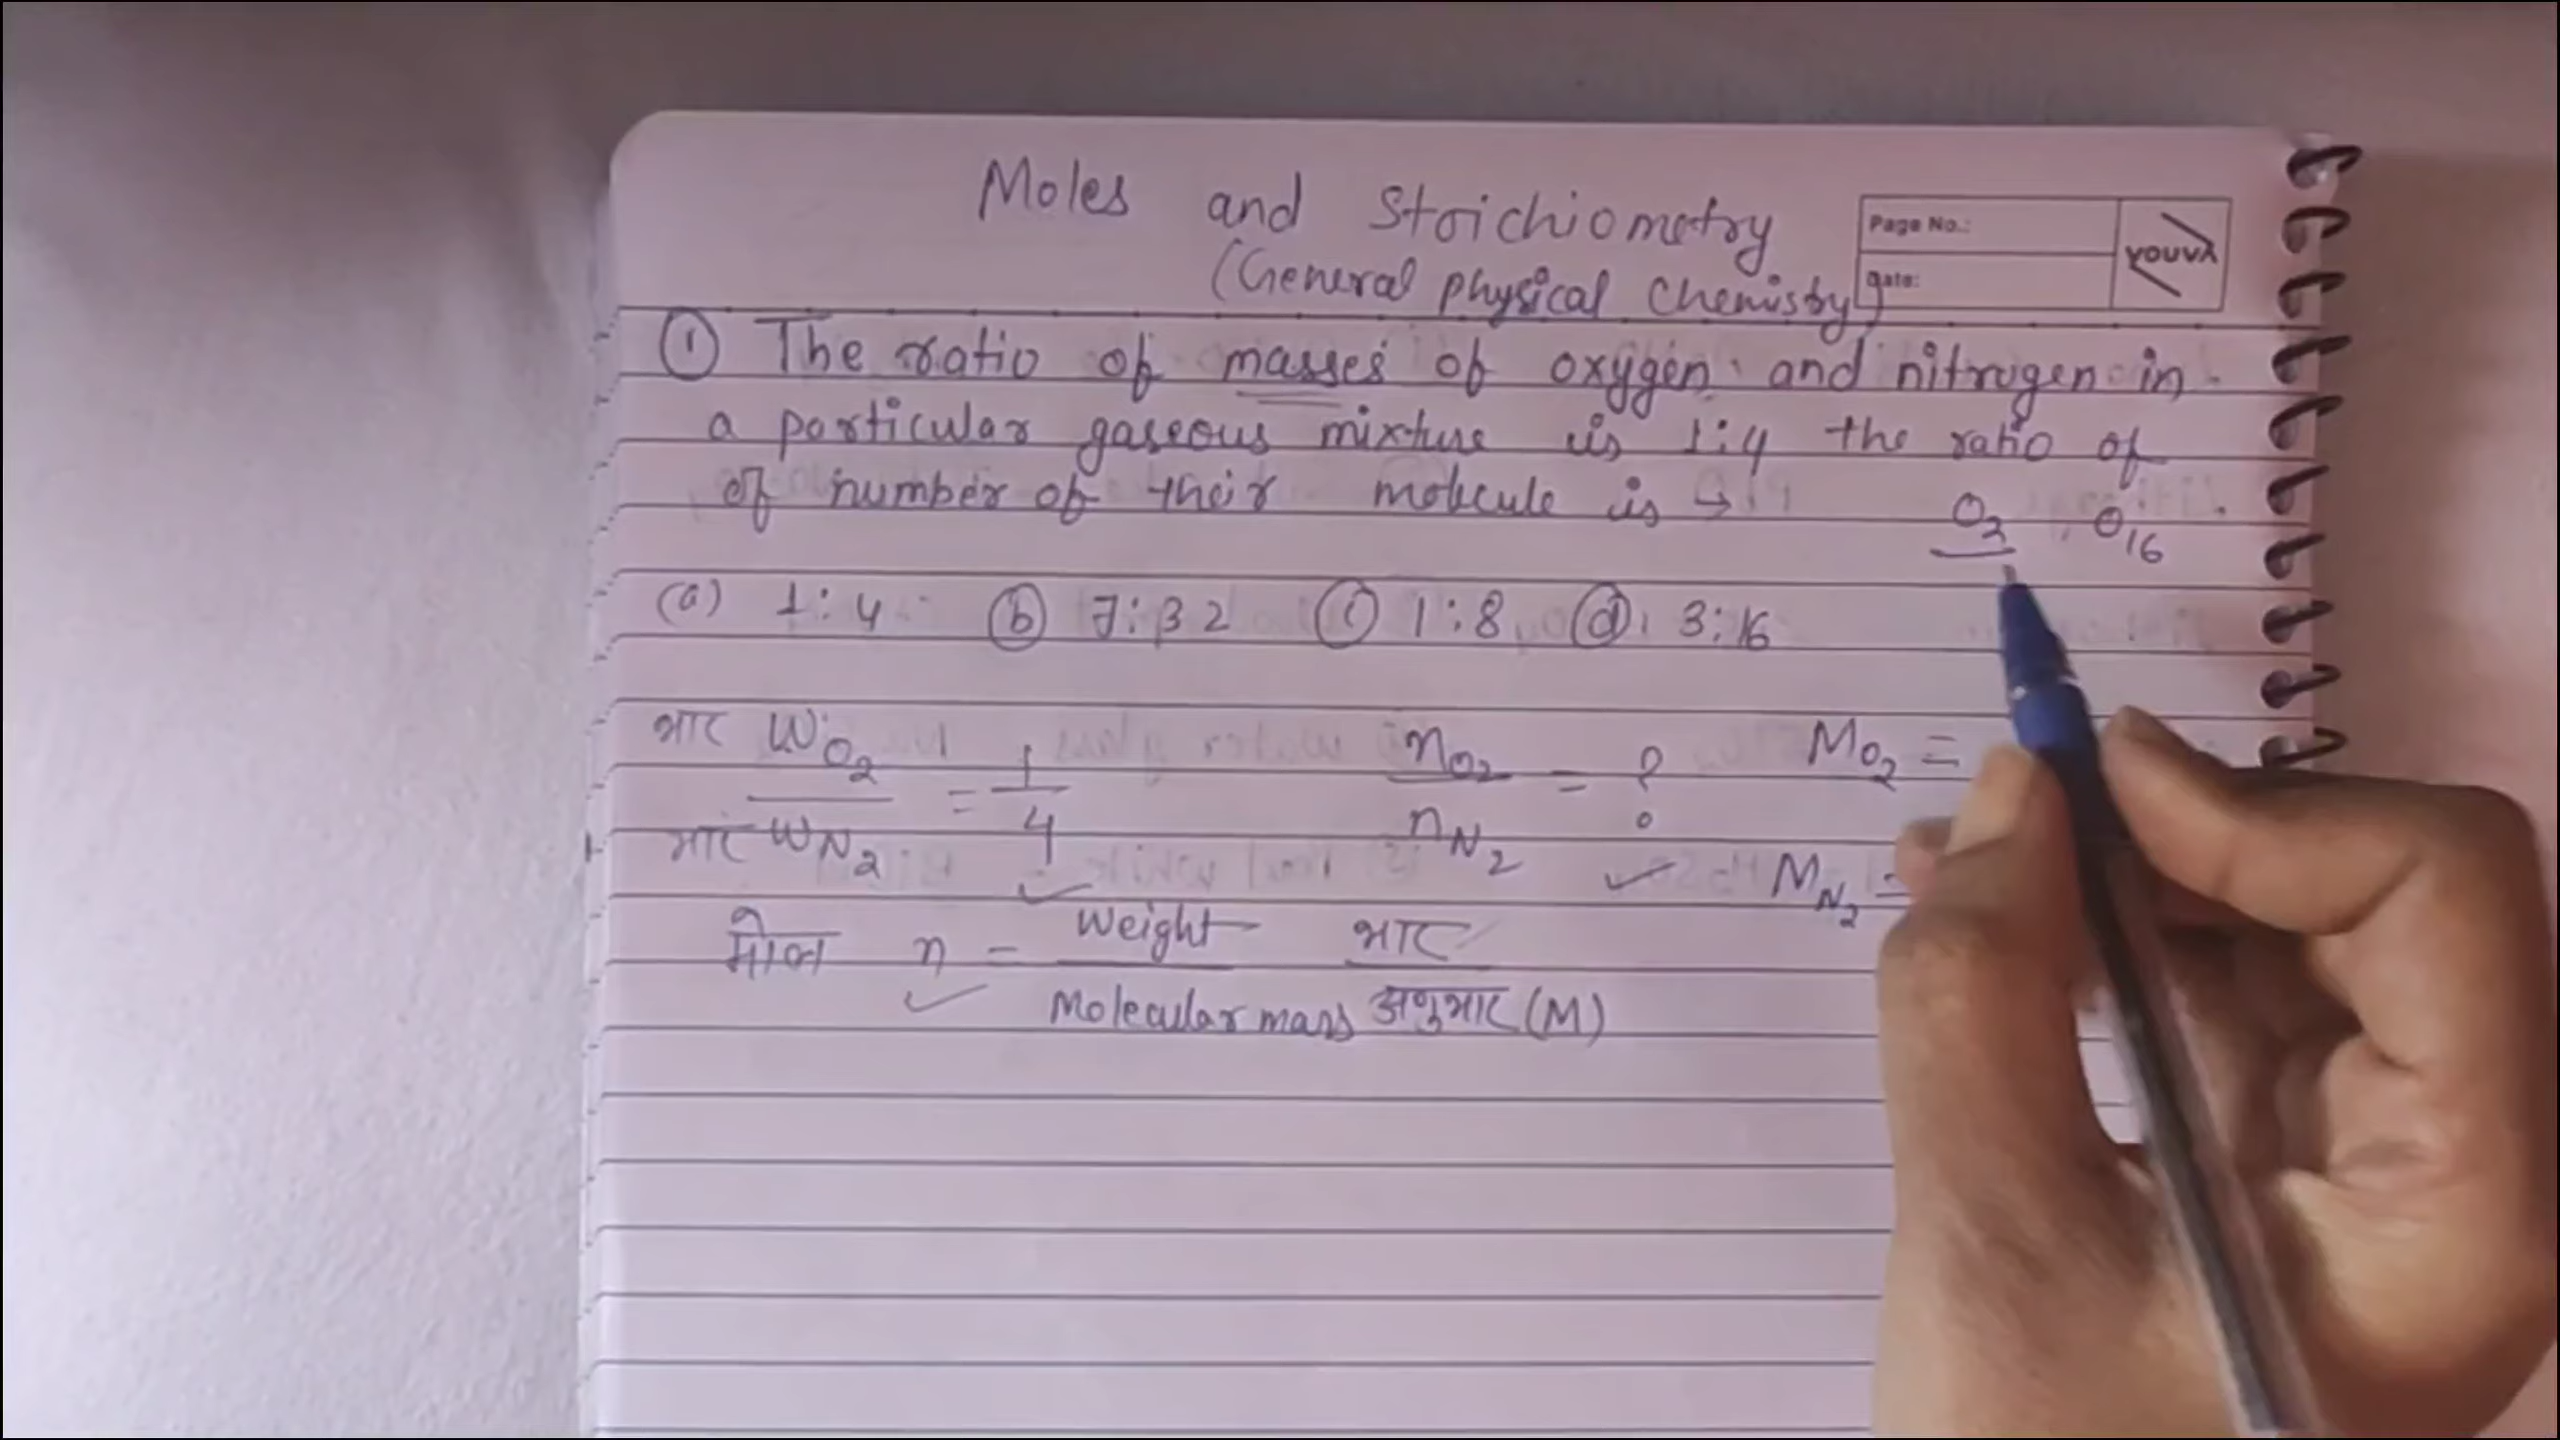 Moles and Stoichiometry
(General physical Chemistry)
Page No.:
Date:
YOUVA
① The ratio of masses of oxygen and nitrogen in
a particular gaseous mixture is 1:4 the ratio of
of number of their molecule is →
O2 O16
(a) 1:4 (b) 7:32 (c) 1:8 (d) 3:16
भार WO2 / भार WN2 = 1/4
nO2 / nN2 = ?
MO2 =
MN2 =
मोल n = Weight / Molecular mass भार / अणुभार (M)